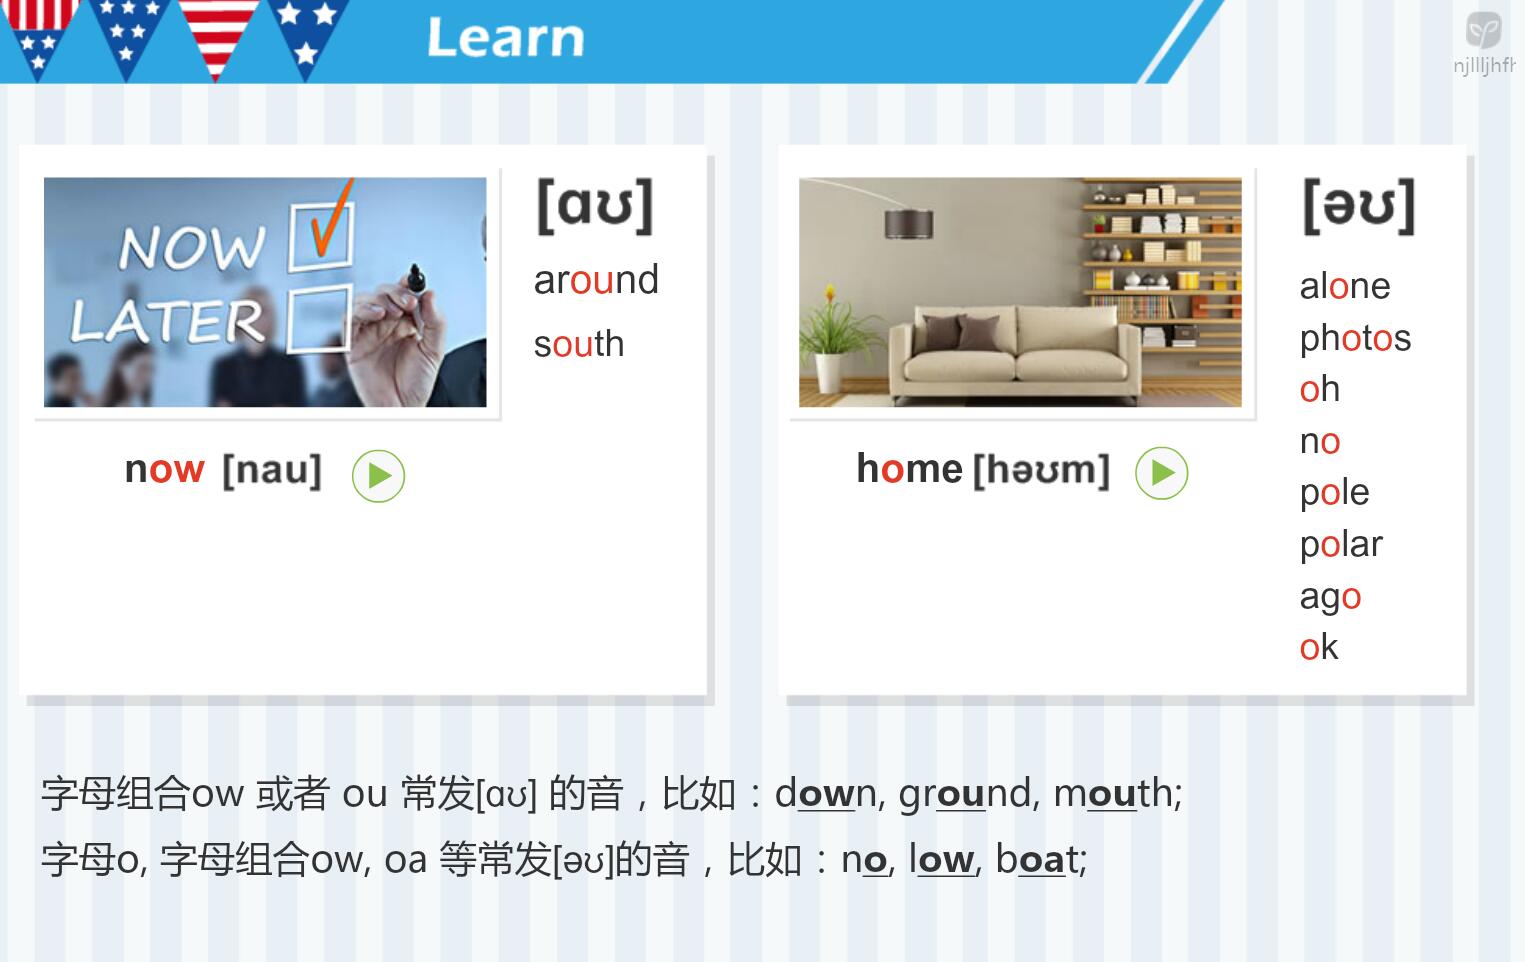 Learn
njllljhfh
NOW
LATER
[ɑʊ]
around
south
now [nau]
[əʊ]
alone
photos
oh
no
pole
polar
ago
ok
home [həʊm]
字母组合ow 或者 ou 常发[ɑʊ] 的音，比如：down, ground, mouth;
字母o, 字母组合ow, oa 等常发[əʊ]的音，比如：no, low, boat;